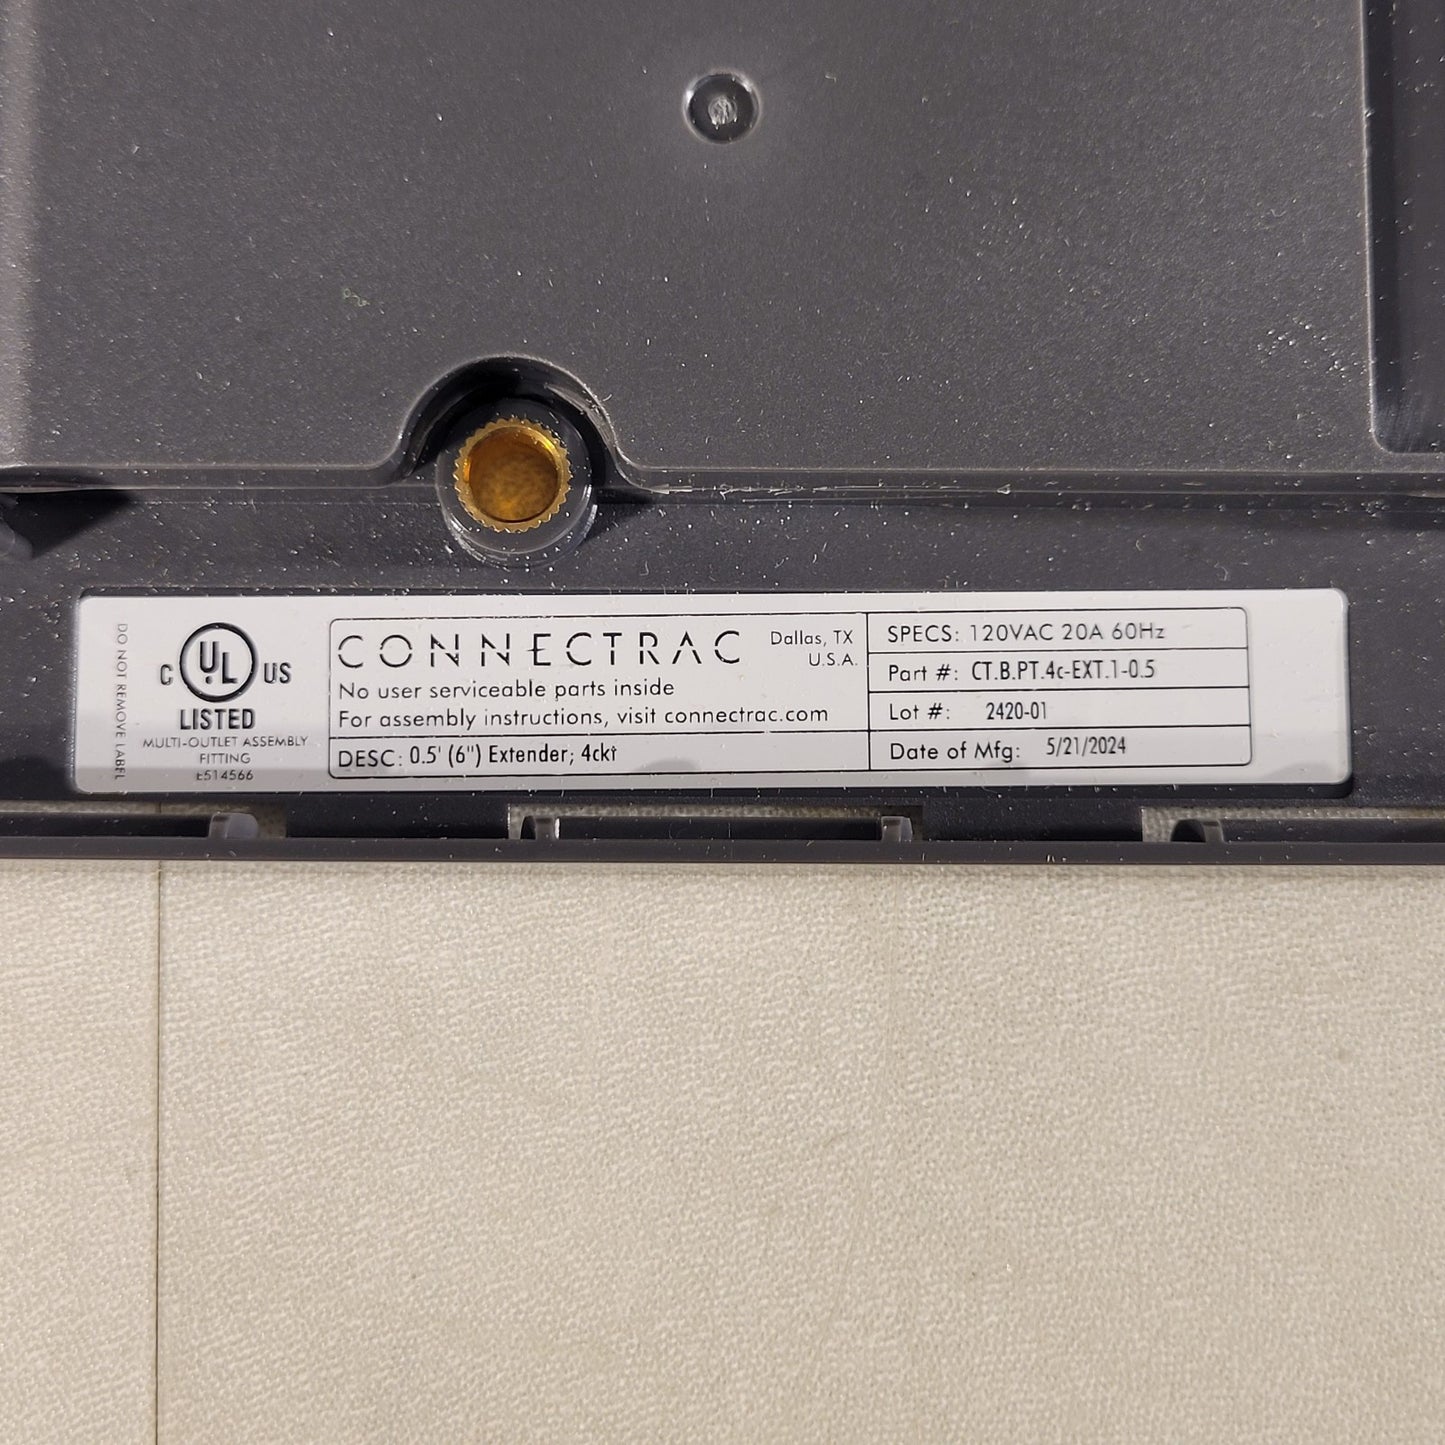 DO NOT REMOVE LABEL
C UL US
LISTED
MULTI-OUTLET ASSEMBLY
FITTING
E514566
CONNECTRAC
Dallas, TX
U.S.A.
No user serviceable parts inside
For assembly instructions, visit connectrac.com
DESC: 0.5' (6") Extender; 4ckt
SPECS: 120VAC 20A 60Hz
Part #: CT.B.PT.4c-EXT.1-0.5
Lot #: 2420-01
Date of Mfg: 5/21/2024